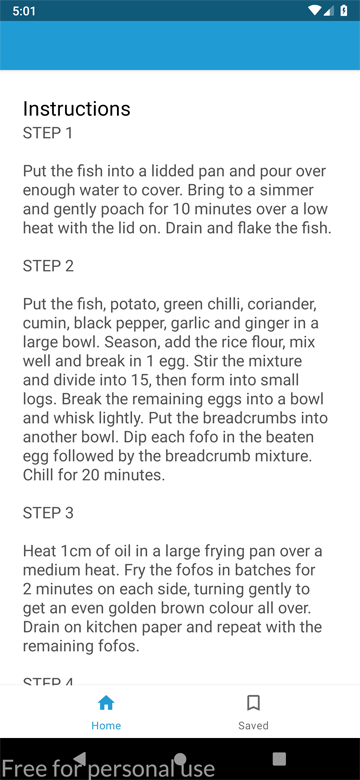 5:01
Instructions
STEP 1
Put the fish into a lidded pan and pour over
enough water to cover. Bring to a simmer
and gently poach for 10 minutes over a low
heat with the lid on. Drain and flake the fish.
STEP 2
Put the fish, potato, green chilli, coriander,
cumin, black pepper, garlic and ginger in a
large bowl. Season, add the rice flour, mix
well and break in 1 egg. Stir the mixture
and divide into 15, then form into small
logs. Break the remaining eggs into a bowl
and whisk lightly. Put the breadcrumbs into
another bowl. Dip each fofo in the beaten
egg followed by the breadcrumb mixture.
Chill for 20 minutes.
STEP 3
Heat 1cm of oil in a large frying pan over a
medium heat. Fry the fofos in batches for
2 minutes on each side, turning gently to
get an even golden brown colour all over.
Drain on kitchen paper and repeat with the
remaining fofos.
STEP 4
Home Saved
Free for personal use